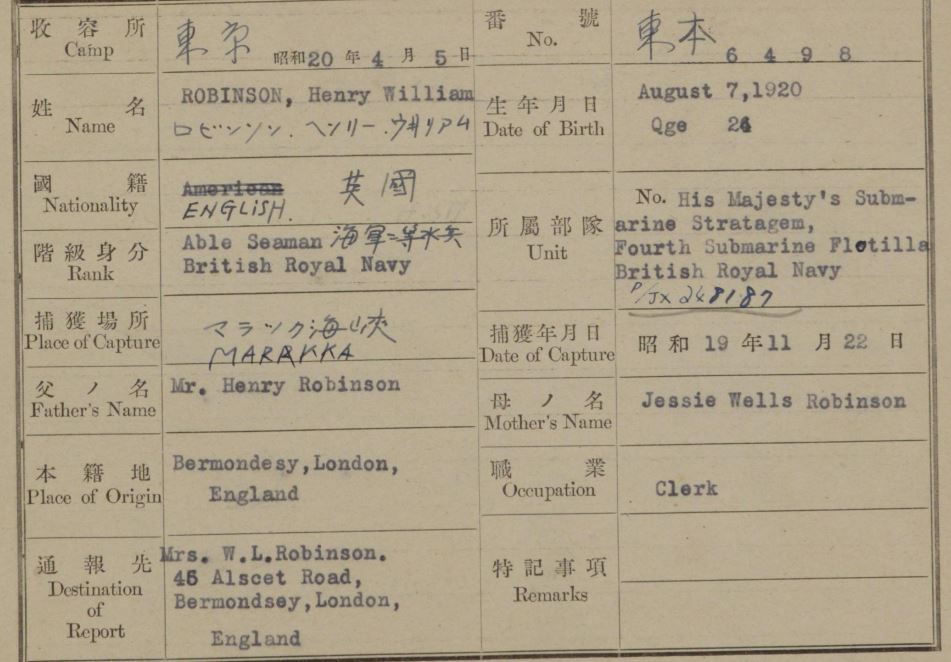 收容所
Camp
東京
昭和20年4月5日
番號
No.
東本
6498
姓名
Name
ROBINSON, Henry William
ロビンソン．ヘンリー．ウヰリアム
生年月日
Date of Birth
August 7,1920
Qge 24
國籍
Nationality
American
英國
ENGLISH.
階級身分
Rank
Able Seaman 海軍二等水兵
British Royal Navy
所屬部隊
Unit
No. His Majesty's Subm-
arine Stratagem,
Fourth Submarine Flotilla
British Royal Navy
P/JX 248187
捕獲場所
Place of Capture
マラック海峽
MARAKKA
捕獲年月日
Date of Capture
昭和19年11月22日
父ノ名
Father's Name
Mr. Henry Robinson
母ノ名
Mother's Name
Jessie Wells Robinson
本籍地
Place of Origin
Bermondesy,London,
England
職業
Occupation
Clerk
通報先
Destination
of
Report
Mrs. W.L.Robinson.
45 Alscet Road,
Bermondsey,London,
England
特記事項
Remarks